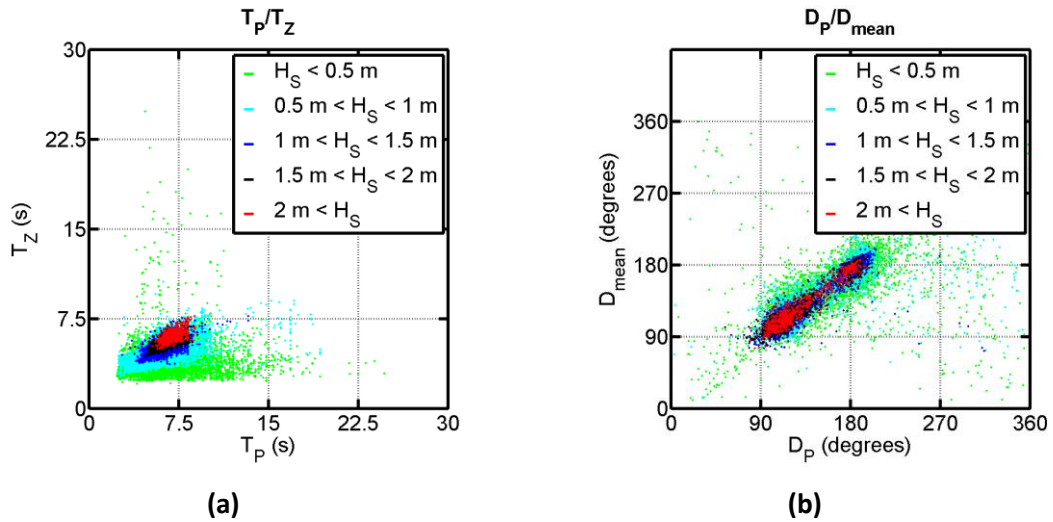 T_P/T_Z
30
22.5
15
7.5
0
T_Z (s)
0 7.5 15 22.5 30
T_P (s)
H_S < 0.5 m
0.5 m < H_S < 1 m
1 m < H_S < 1.5 m
1.5 m < H_S < 2 m
2 m < H_S
(a)
D_P/D_mean
360
270
180
90
0
D_mean (degrees)
0 90 180 270 360
D_P (degrees)
H_S < 0.5 m
0.5 m < H_S < 1 m
1 m < H_S < 1.5 m
1.5 m < H_S < 2 m
2 m < H_S
(b)